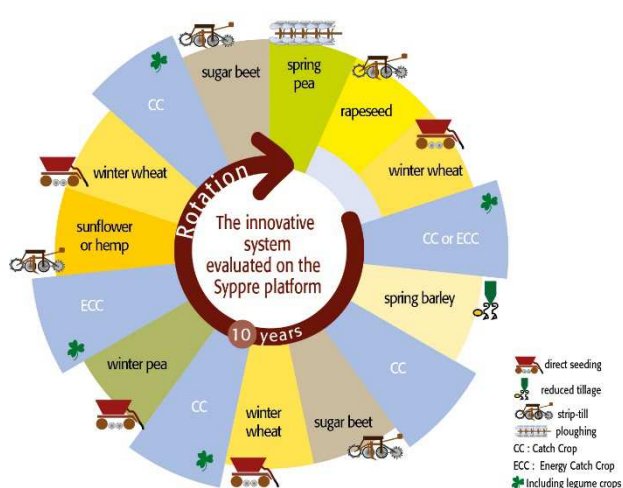 sugar beet
spring
pea
rapeseed
winter wheat
CC or ECC
spring barley
CC
sugar beet
winter
wheat
CC
winter pea
ECC
sunflower
or hemp
winter wheat
CC
Rotation
The innovative
system
evaluated on the
Syppre platform
10 years
direct seeding
reduced tillage
strip-till
ploughing
CC : Catch Crop
ECC : Energy Catch Crop
Including legume crops